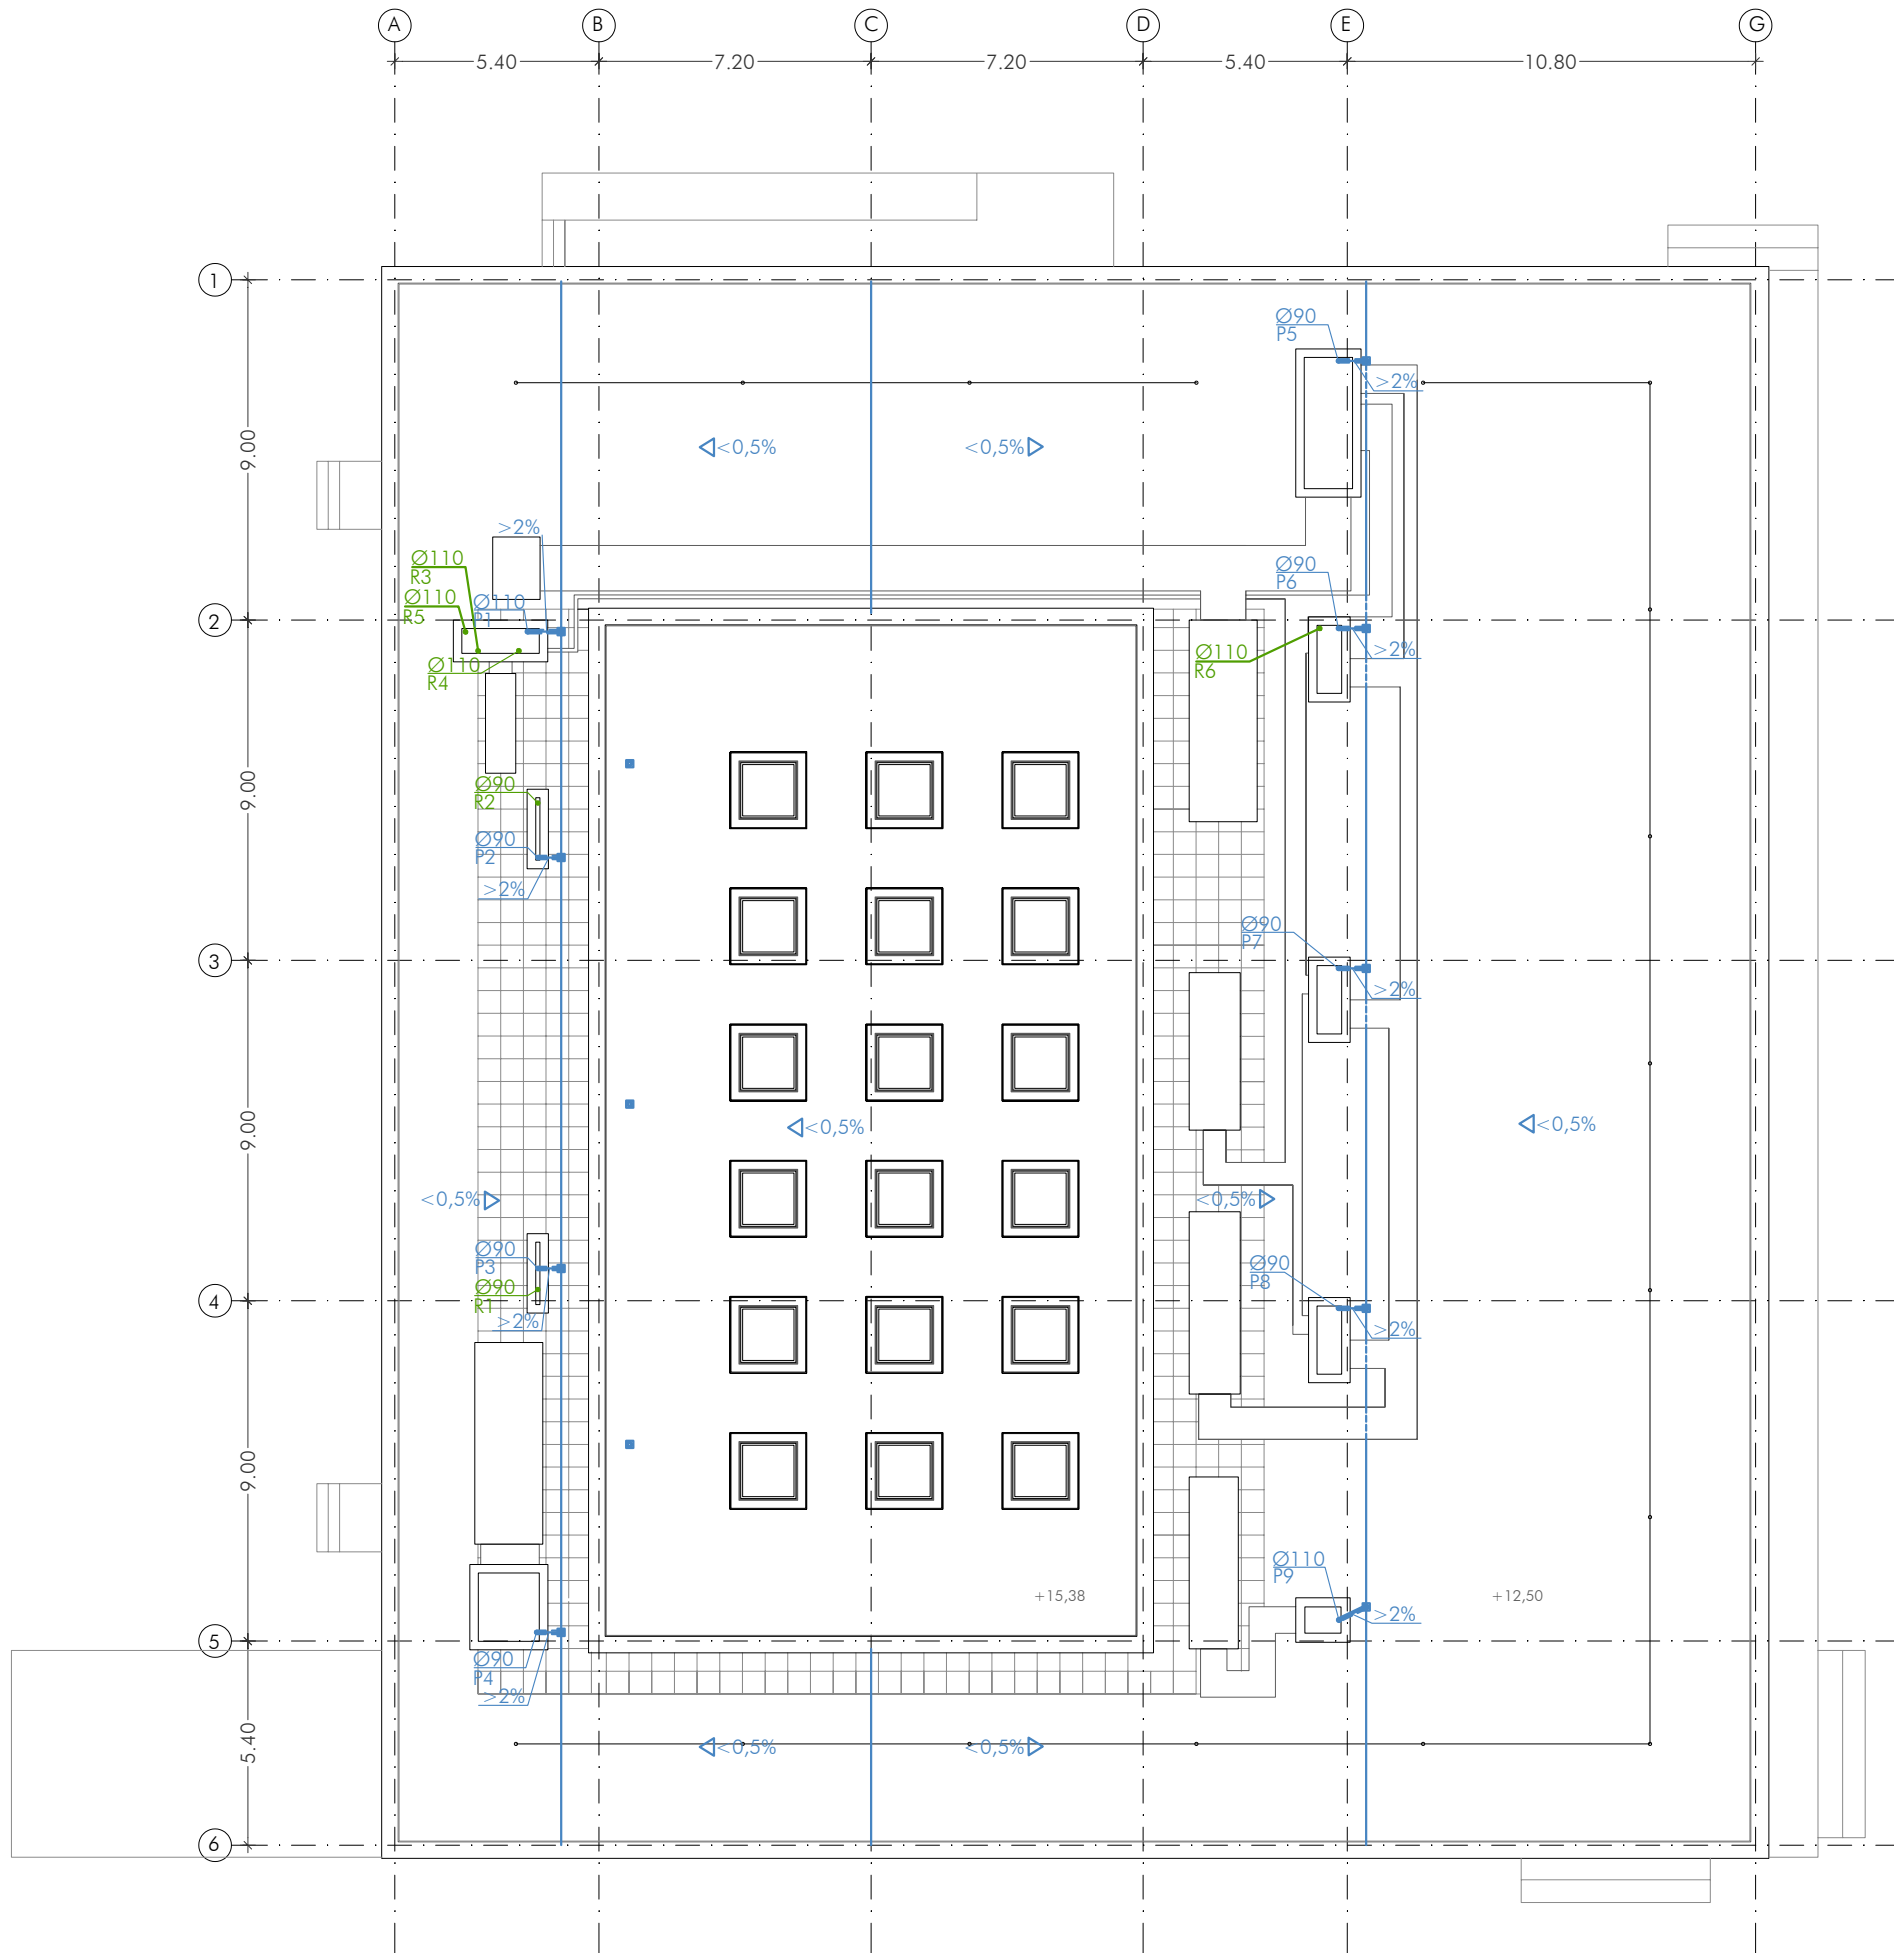 A
B
C
D
E
G
5.40
7.20
7.20
5.40
10.80
1
Ø90
P5
>2%
9.00
<0,5%
<0,5%
>2%
Ø110
R3
Ø90
P6
Ø110
R5
Ø110
P1
2
>2%
Ø110
R4
Ø110
R6
9.00
Ø90
R2
Ø90
P2
>2%
Ø90
P7
3
>2%
9.00
<0,5%
<0,5%
<0,5%
<0,5%
Ø90
P3
Ø90
R1
>2%
Ø90
P8
4
>2%
9.00
Ø110
P9
+15,38
+12,50
>2%
5
Ø90
P4
>2%
5.40
<0,5%
<0,5%
6